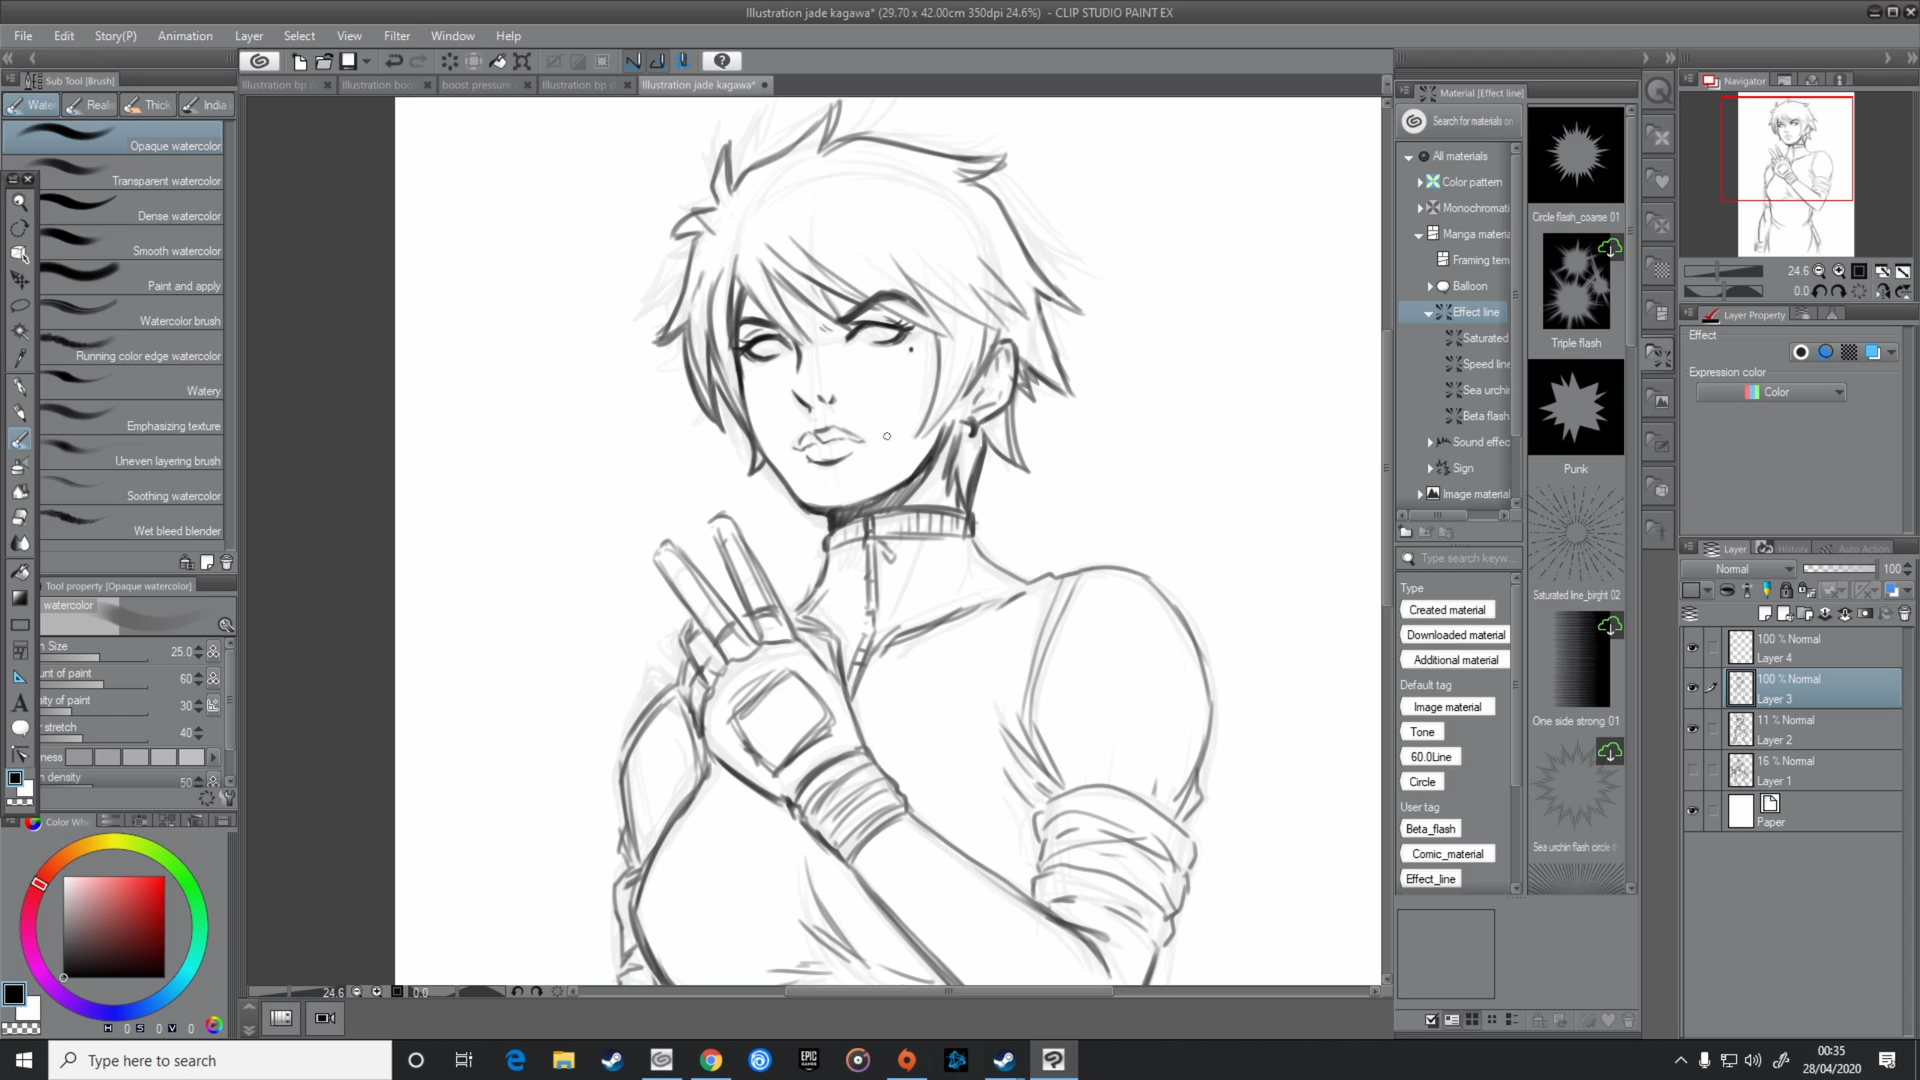 Illustration jade kagawa* (29.70 x 42.00cm 350dpi 24.6%) - CLIP STUDIO PAINT EX
File Edit Story(P) Animation Layer Select View Filter Window Help
Sub Tool [Brush]
Illustration bp c
Illustration boo
boost pressure
Illustration bp c
Illustration jade kagawa*
Water
Realis
Thick
India
Opaque watercolor
Transparent watercolor
Dense watercolor
Smooth watercolor
Paint and apply
Watercolor brush
Running color edge watercolor
Watery
Emphasizing texture
Uneven layering brush
Soothing watercolor
Wet bleed blender
Tool property [Opaque watercolor]
watercolor
Size 25.0
unt of paint 60
ity of paint 30
stretch 40
ness
density 50
Color Whe
H 0 S 0 V 0
24.6
0.0
Material [Effect line]
Search for materials on
All materials
Color pattern
Monochromati
Manga materia
Framing tem
Balloon
Effect line
Saturated
Speed line
Sea urchin
Beta flash
Sound effec
Sign
Image material
Type search keyw...
Type
Created material
Downloaded material
Additional material
Default tag
Image material
Tone
60.0Line
Circle
User tag
Beta_flash
Comic_material
Effect_line
Circle flash_coarse 01
Triple flash
Punk
Saturated line_birght 02
One side strong 01
Sea urchin flash circle
Navigator
24.6
0.0
Layer Property
Effect
Expression color
Color
Layer
History
Auto Action
Normal 100
100 % Normal
Layer 4
100 % Normal
Layer 3
11 % Normal
Layer 2
16 % Normal
Layer 1
Paper
Type here to search
EPIC
GAMES
00:35
28/04/2020